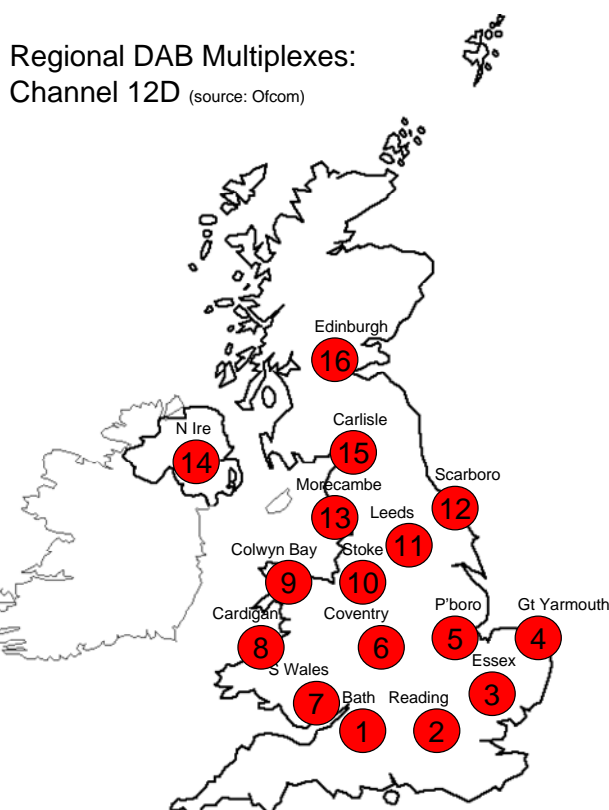 Regional DAB Multiplexes:
Channel 12D (source: Ofcom)
Edinburgh
16
Carlisle
15
N Ire
14
Morecambe
13
Scarboro
12
Leeds
11
Colwyn Bay
9
Stoke
10
Cardigan
8
Coventry
6
P'boro
5
Gt Yarmouth
4
Essex
3
S Wales
7
Bath
1
Reading
2